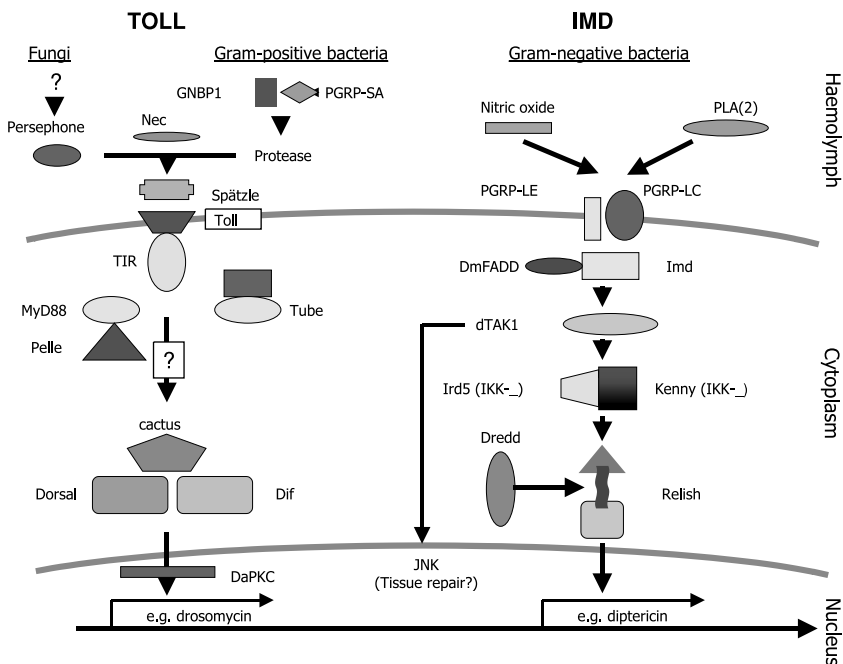 TOLL
IMD
Fungi
Gram-positive bacteria
Gram-negative bacteria
?
GNBP1
PGRP-SA
Nitric oxide
PLA(2)
Persephone
Nec
Protease
Haemolymph
Spätzle
PGRP-LE
PGRP-LC
Toll
TIR
DmFADD
Imd
MyD88
Tube
dTAK1
Pelle
?
Ird5 (IKK-_)
Kenny (IKK-_)
Cytoplasm
cactus
Dredd
Dorsal
Dif
Relish
DaPKC
JNK
(Tissue repair?)
e.g. drosomycin
e.g. diptericin
Nucleus